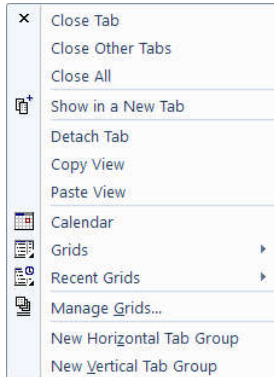 Close Tab
Close Other Tabs
Close All
Show in a New Tab
Detach Tab
Copy View
Paste View
Calendar
Grids
Recent Grids
Manage Grids...
New Horizontal Tab Group
New Vertical Tab Group